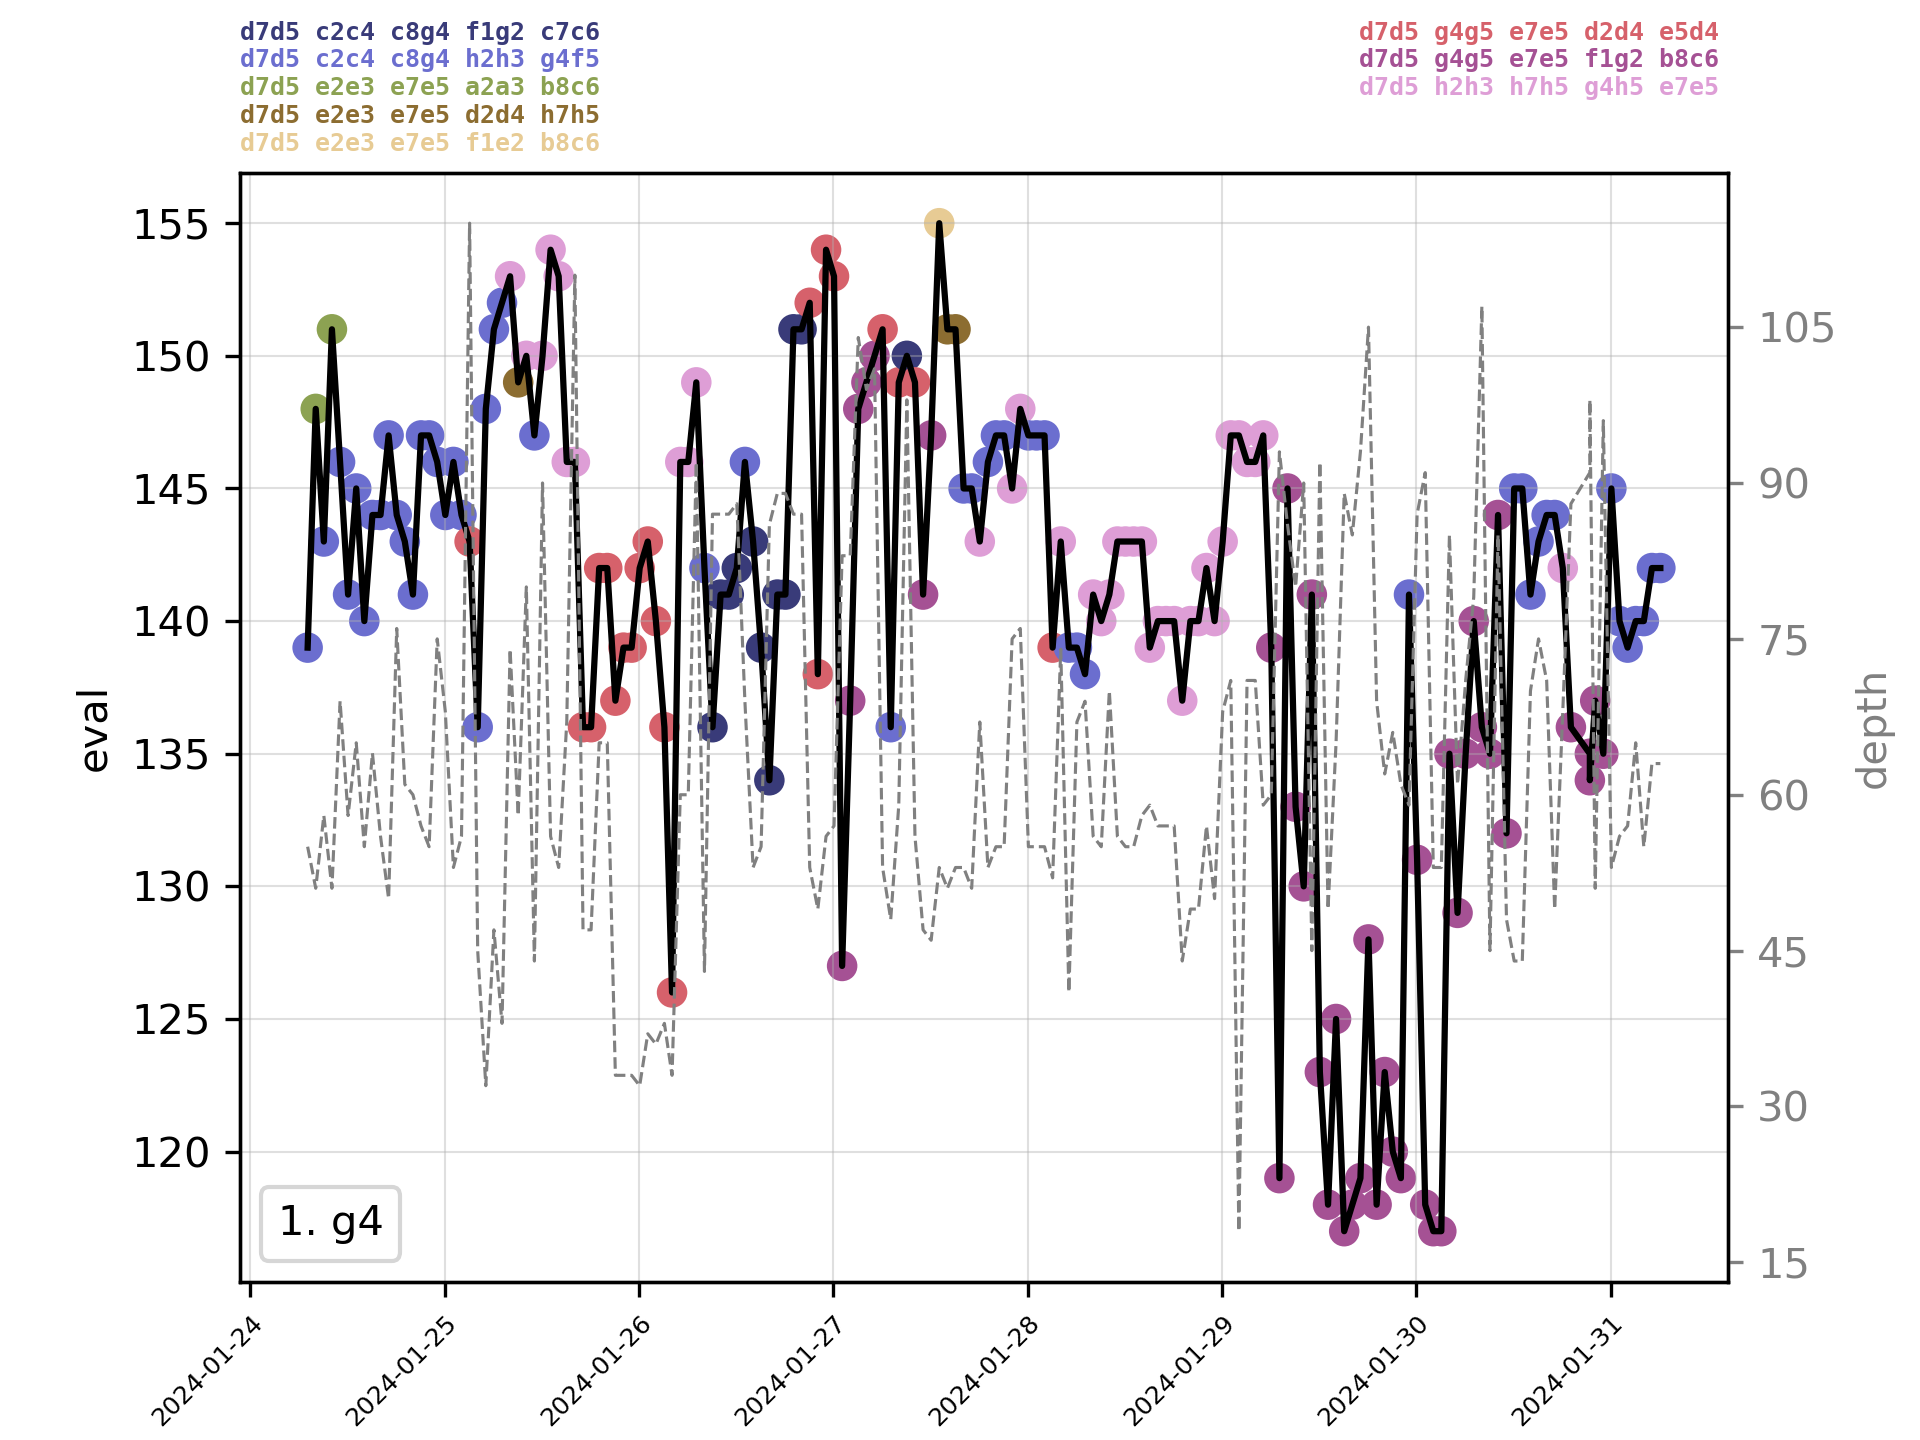 d7d5 c2c4 c8g4 f1g2 c7c6
d7d5 c2c4 c8g4 h2h3 g4f5
d7d5 e2e3 e7e5 a2a3 b8c6
d7d5 e2e3 e7e5 d2d4 h7h5
d7d5 e2e3 e7e5 f1e2 b8c6
d7d5 g4g5 e7e5 d2d4 e5d4
d7d5 g4g5 e7e5 f1g2 b8c6
d7d5 h2h3 h7h5 g4h5 e7e5
155
150
145
140
135
130
125
120
eval
105
90
75
60
45
30
15
depth
1. g4
2024-01-24
2024-01-25
2024-01-26
2024-01-27
2024-01-28
2024-01-29
2024-01-30
2024-01-31